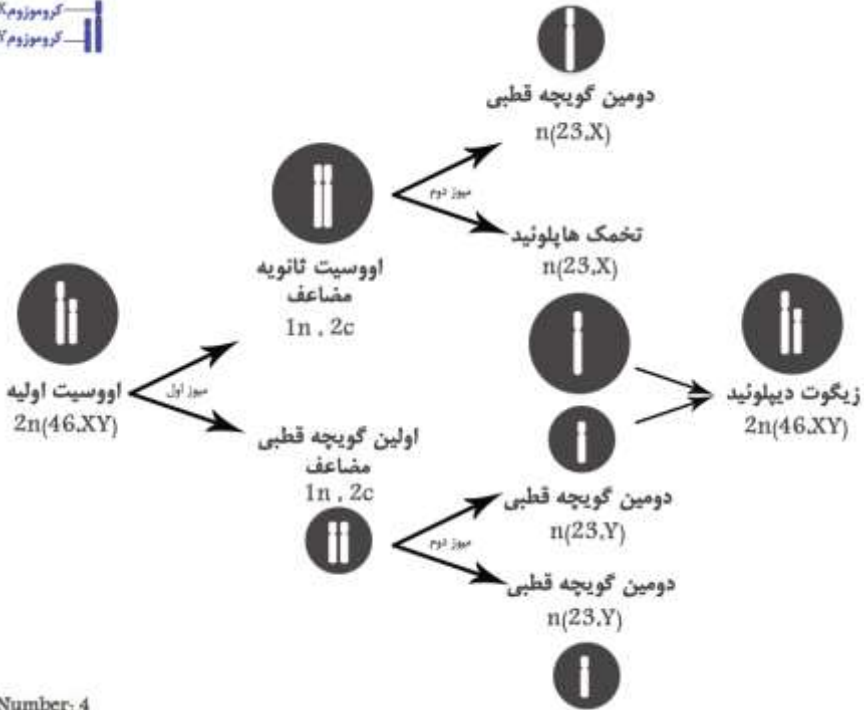 کروموزومX
کروموزومY
دومین گویچه قطبی
n(23,X)
میوز دوم
اووسیت ثانویه
مضاعف
1n , 2c
تخمک هاپلوئید
n(23,X)
اووسیت اولیه
2n(46,XY)
میوز اول
زیگوت دیپلوئید
2n(46,XY)
اولین گویچه قطبی
مضاعف
1n , 2c
دومین گویچه قطبی
n(23,Y)
میوز دوم
دومین گویچه قطبی
n(23,Y)
Number: 4